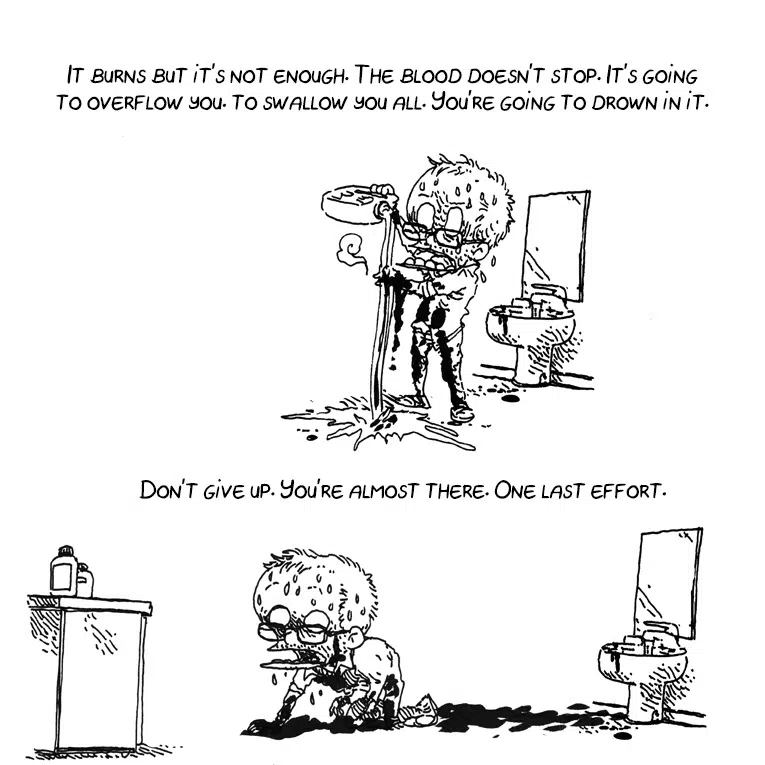 It burns but it's not enough. The blood doesn't stop. It's going
to overflow you. to swallow you all. You're going to drown in it.
Don't give up. You're almost there. One last effort.